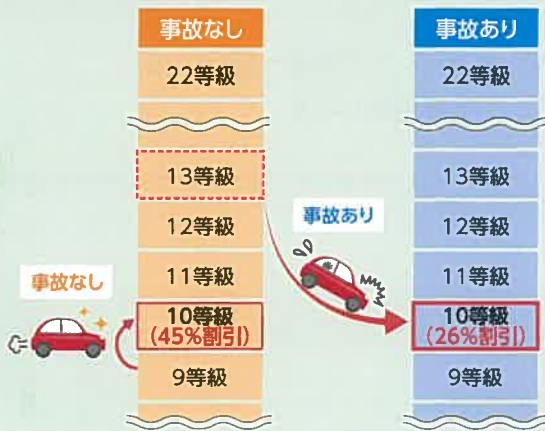 事故なし
22等級
13等級
12等級
11等級
10等級
(45%割引)
9等級
事故なし
事故あり
事故あり
22等級
13等級
12等級
11等級
10等級
(26%割引)
9等級